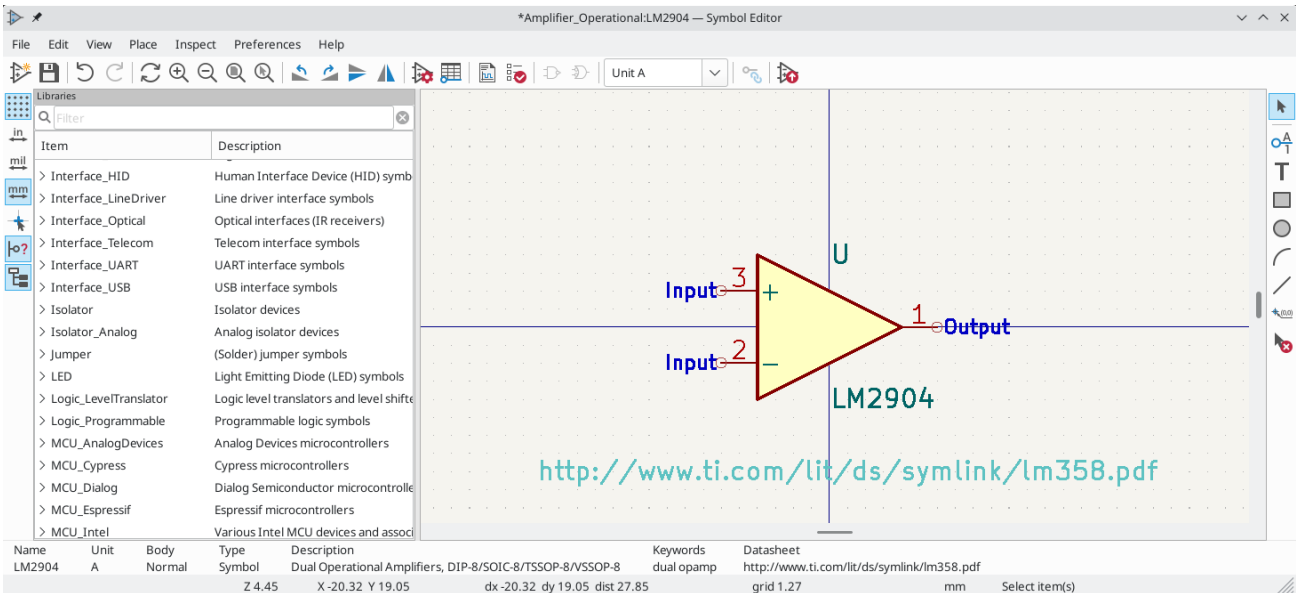 *Amplifier_Operational:LM2904 — Symbol Editor
File Edit View Place Inspect Preferences Help
Unit A
Libraries
Filter
Item Description
Interface_HID Human Interface Device (HID) symb
Interface_LineDriver Line driver interface symbols
Interface_Optical Optical interfaces (IR receivers)
Interface_Telecom Telecom interface symbols
Interface_UART UART interface symbols
Interface_USB USB interface symbols
Isolator Isolator devices
Isolator_Analog Analog isolator devices
Jumper (Solder) jumper symbols
LED Light Emitting Diode (LED) symbols
Logic_LevelTranslator Logic level translators and level shifte
Logic_Programmable Programmable logic symbols
MCU_AnalogDevices Analog Devices microcontrollers
MCU_Cypress Cypress microcontrollers
MCU_Dialog Dialog Semiconductor microcontrolle
MCU_Espressif Espressif microcontrollers
MCU_Intel Various Intel MCU devices and associ
in
mil
mm
U
Input 3 +
1 Output
Input 2 −
LM2904
http://www.ti.com/lit/ds/symlink/lm358.pdf
A
1
T
(0,0)
Name Unit Body Type Description Keywords Datasheet
LM2904 A Normal Symbol Dual Operational Amplifiers, DIP-8/SOIC-8/TSSOP-8/VSSOP-8 dual opamp http://www.ti.com/lit/ds/symlink/lm358.pdf
Z 4.45 X -20.32 Y 19.05 dx -20.32 dy 19.05 dist 27.85 grid 1.27 mm Select item(s)